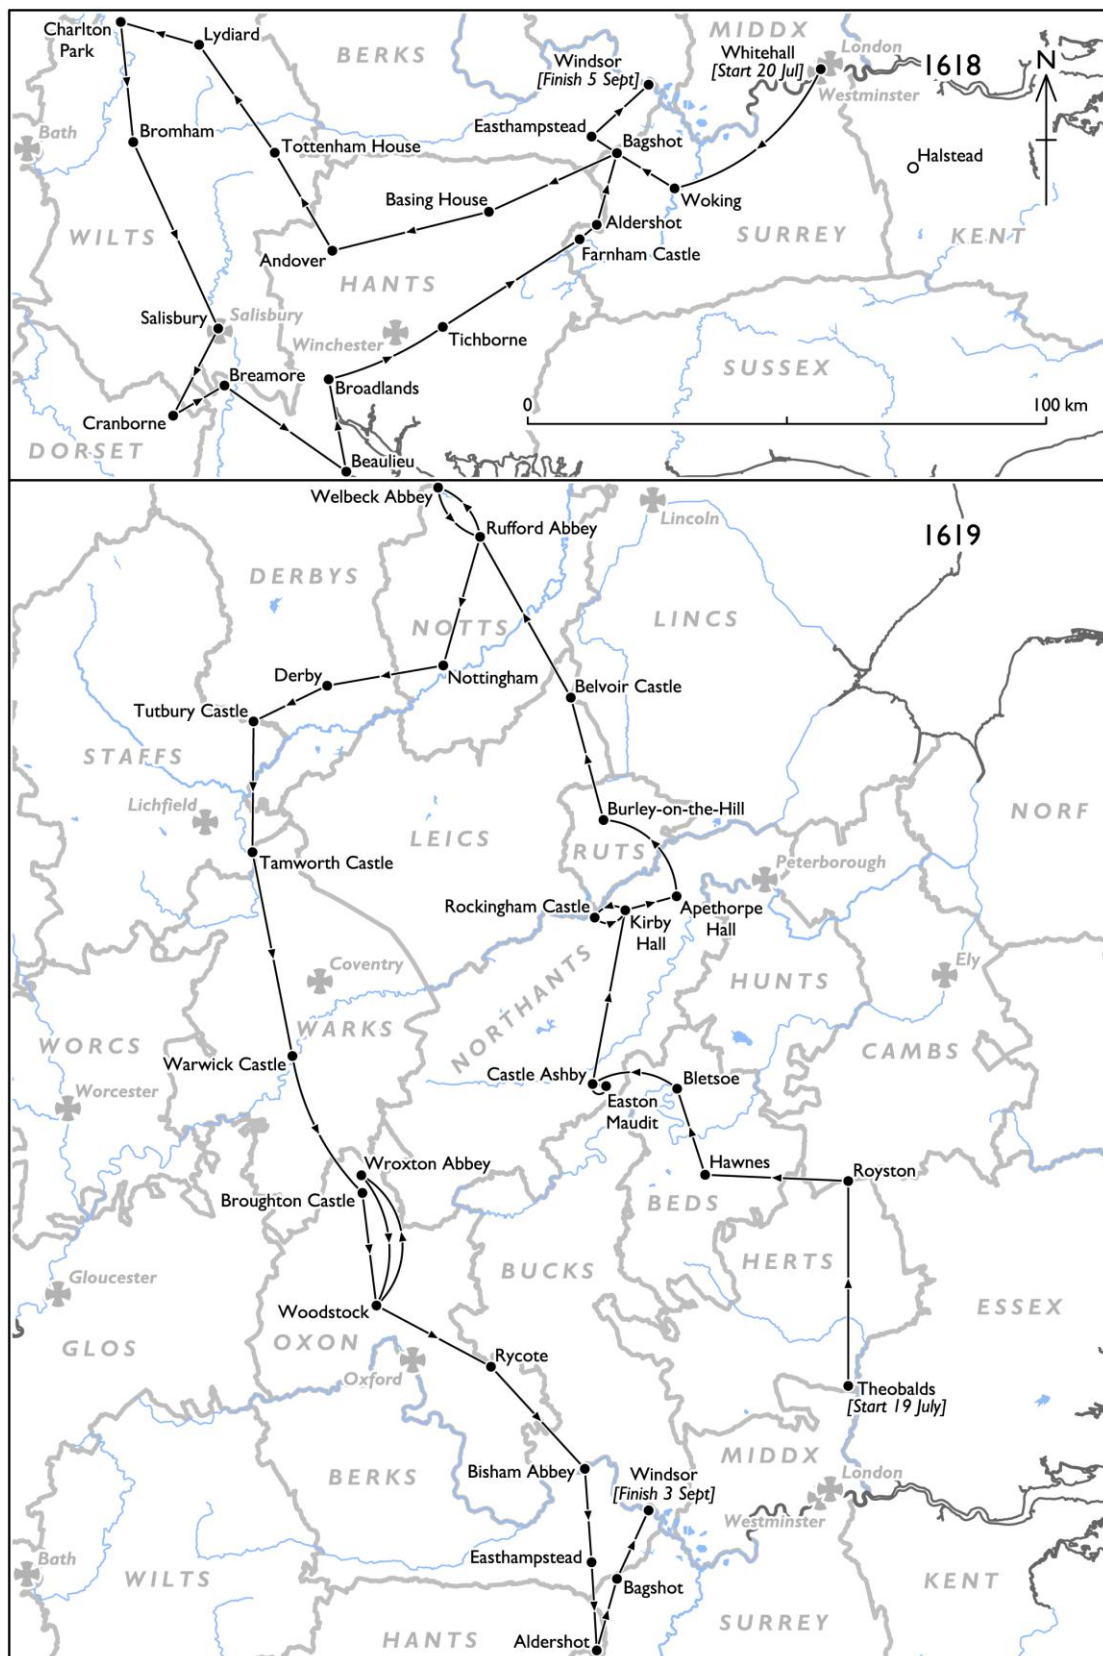 Charlton
Park
Lydiard
BERKS
MIDDX
Windsor
[Finish 5 Sept]
Whitehall
[Start 20 Jul]
London
Westminster
1618
N
Bath
Bromham
Tottenham House
Easthampstead
Bagshot
Halstead
Basing House
Woking
WILTS
Aldershot
SURREY
KENT
Andover
Farnham Castle
HANTS
Salisbury
Salisbury
Winchester
Tichborne
Breamore
Broadlands
SUSSEX
Cranborne
0
100 km
DORSET
Beaulieu
Welbeck Abbey
Rufford Abbey
Lincoln
1619
DERBYS
NOTTS
LINCS
Derby
Nottingham
Belvoir Castle
Tutbury Castle
STAFFS
Lichfield
Burley-on-the-Hill
NORF
LEICS
RUTS
Tamworth Castle
Peterborough
Rockingham Castle
Kirby
Hall
Apethorpe
Hall
Coventry
NORTHANTS
HUNTS
Ely
WARKS
WORCS
CAMBS
Warwick Castle
Castle Ashby
Bletsoe
Easton
Maudit
Worcester
Wroxton Abbey
Hawnes
Royston
Broughton Castle
BEDS
BUCKS
HERTS
Gloucester
Woodstock
ESSEX
GLOS
OXON
Oxford
Rycote
Theobalds
[Start 19 July]
MIDDX
BERKS
Bisham Abbey
Windsor
[Finish 3 Sept]
London
Westminster
Bath
WILTS
Easthampstead
Bagshot
KENT
SURREY
HANTS
Aldershot